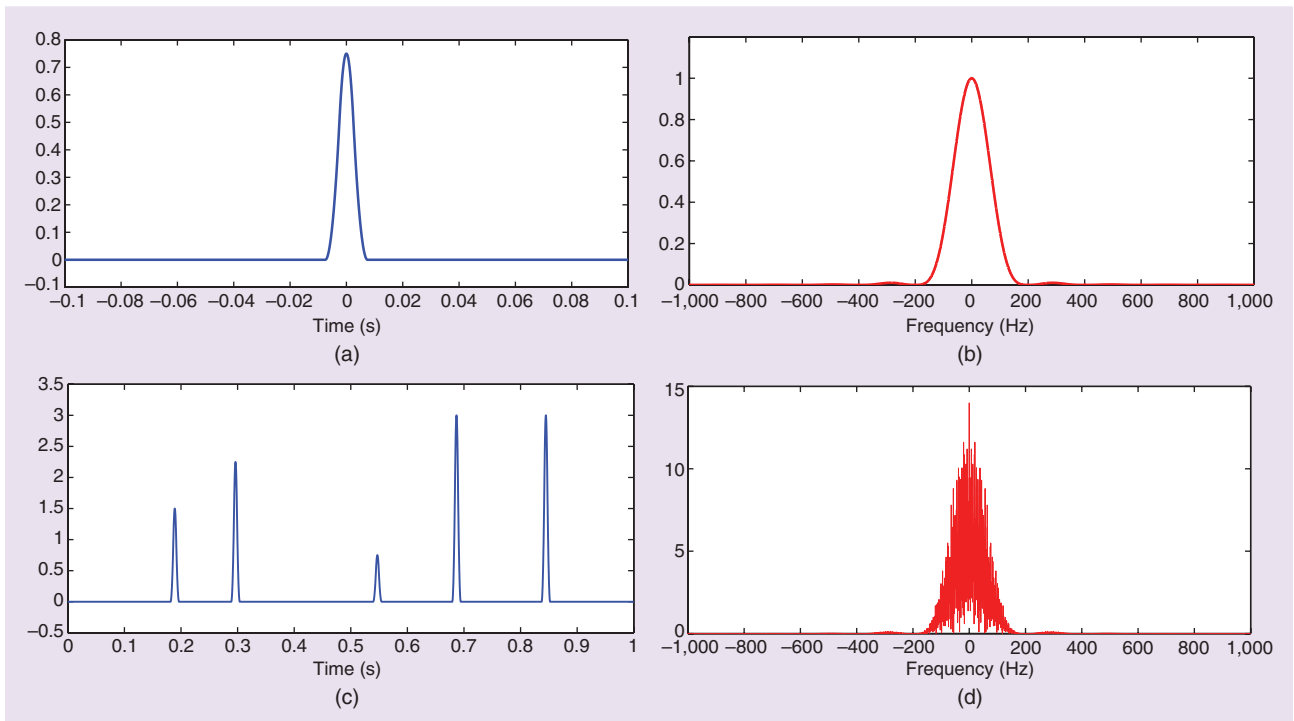 0.8
0.7
0.6
0.5
0.4
0.3
0.2
0.1
0
−0.1
−0.1 −0.08 −0.06 −0.04 −0.02 0 0.02 0.04 0.06 0.08 0.1
Time (s)
(a)
1
0.8
0.6
0.4
0.2
0
−1,000 −800 −600 −400 −200 0 200 400 600 800 1,000
Frequency (Hz)
(b)
3.5
3
2.5
2
1.5
1
0.5
0
−0.5
0 0.1 0.2 0.3 0.4 0.5 0.6 0.7 0.8 0.9 1
Time (s)
(c)
15
10
5
0
−1,000 −800 −600 −400 −200 0 200 400 600 800 1,000
Frequency (Hz)
(d)